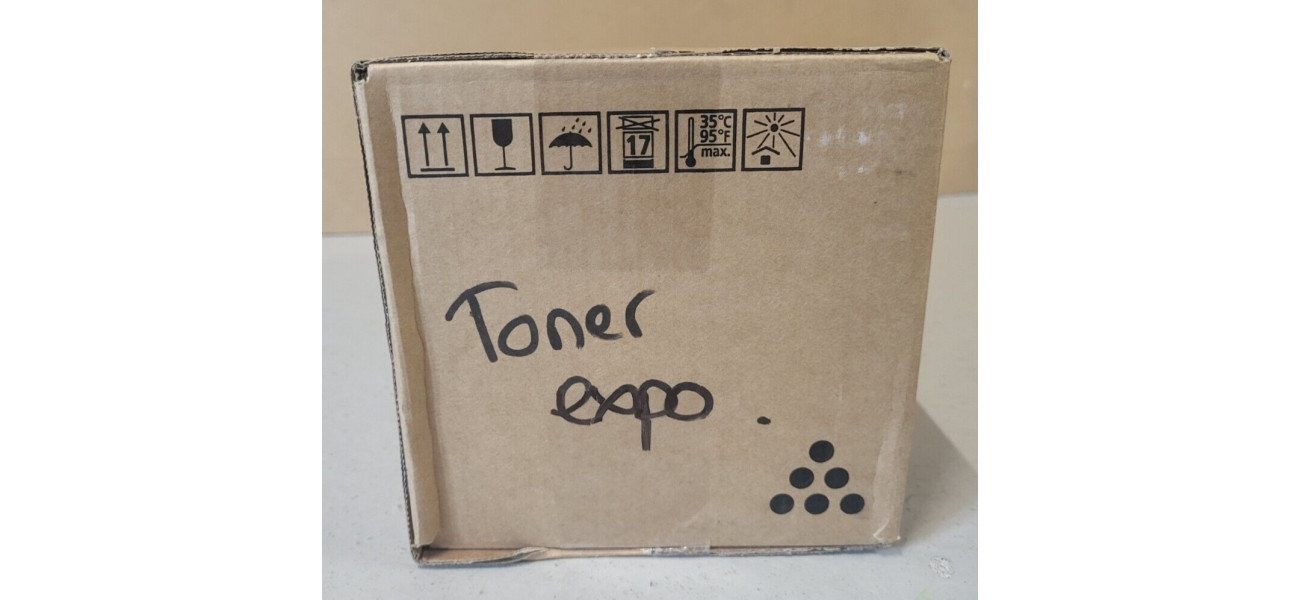 17
35°C
95°F
max.
Toner
expo.